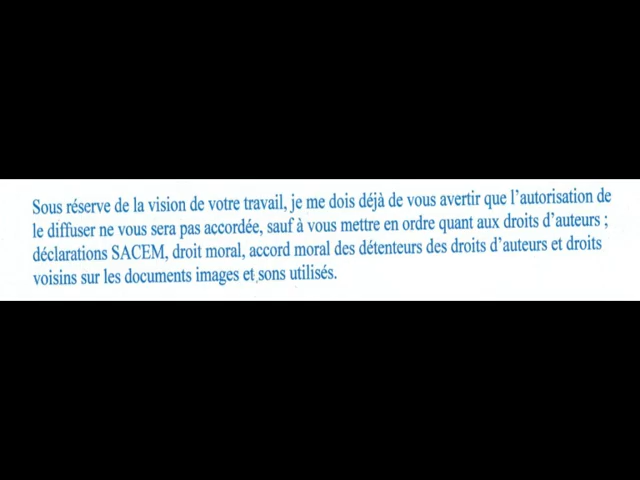 Sous réserve de la vision de votre travail, je me dois déjà de vous avertir que l'autorisation de
le diffuser ne vous sera pas accordée, sauf à vous mettre en ordre quant aux droits d'auteurs ;
déclarations SACEM, droit moral, accord moral des détenteurs des droits d'auteurs et droits
voisins sur les documents images et sons utilisés.